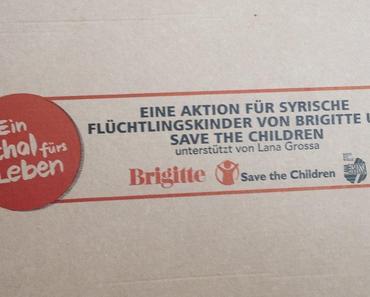 Ein
chal fürs
Leben
EINE AKTION FÜR SYRISCHE
FLÜCHTLINGSKINDER VON BRIGITTE U
SAVE THE CHILDREN
unterstützt von Lana Grossa
Brigitte Save the Children